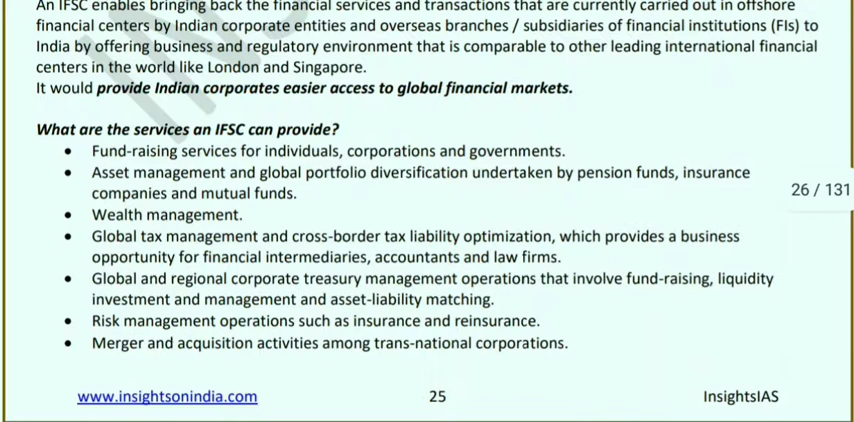 An IFSC enables bringing back the financial services and transactions that are currently carried out in offshore
financial centers by Indian corporate entities and overseas branches / subsidiaries of financial institutions (FIs) to
India by offering business and regulatory environment that is comparable to other leading international financial
centers in the world like London and Singapore.
It would provide Indian corporates easier access to global financial markets.
What are the services an IFSC can provide?
• Fund-raising services for individuals, corporations and governments.
• Asset management and global portfolio diversification undertaken by pension funds, insurance
companies and mutual funds.
26 / 131
• Wealth management.
• Global tax management and cross-border tax liability optimization, which provides a business
opportunity for financial intermediaries, accountants and law firms.
• Global and regional corporate treasury management operations that involve fund-raising, liquidity
investment and management and asset-liability matching.
• Risk management operations such as insurance and reinsurance.
• Merger and acquisition activities among trans-national corporations.
www.insightsonindia.com 25 InsightsIAS